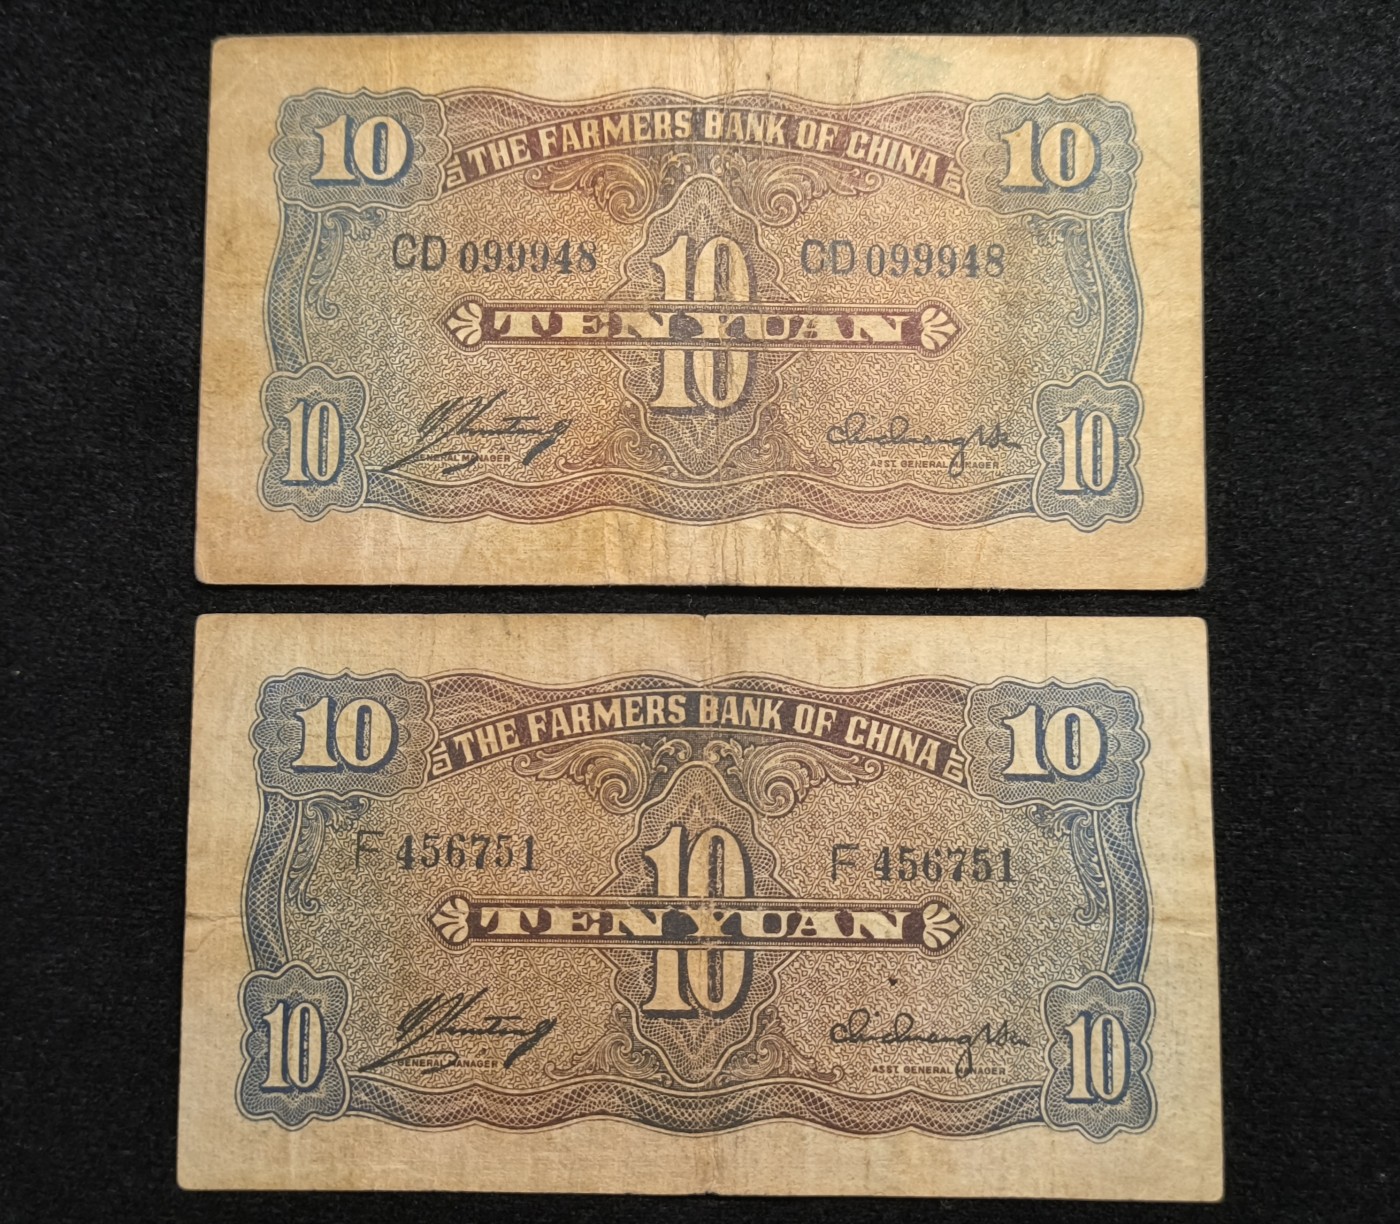 10 THE FARMERS BANK OF CHINA 10
CD 099948 10 CD 099948
TEN YUAN
10
10 10
GENERAL MANAGER ASST. GENERAL MANAGER
10 THE FARMERS BANK OF CHINA 10
F 456751 10 F 456751
TEN YUAN
10
10 10
GENERAL MANAGER ASST. GENERAL MANAGER